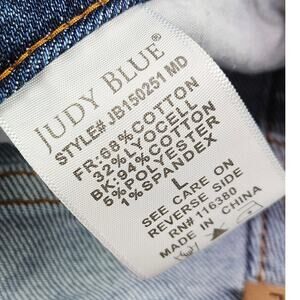 JUDY BLUE
STYLE# JB150251 MD
FR:68% COTTON
32% LYOCELL
BK:94% COTTON
5% POLYESTER
1% SPANDEX
L
SEE CARE ON
REVERSE SIDE
RN# 116380
MADE IN CHINA